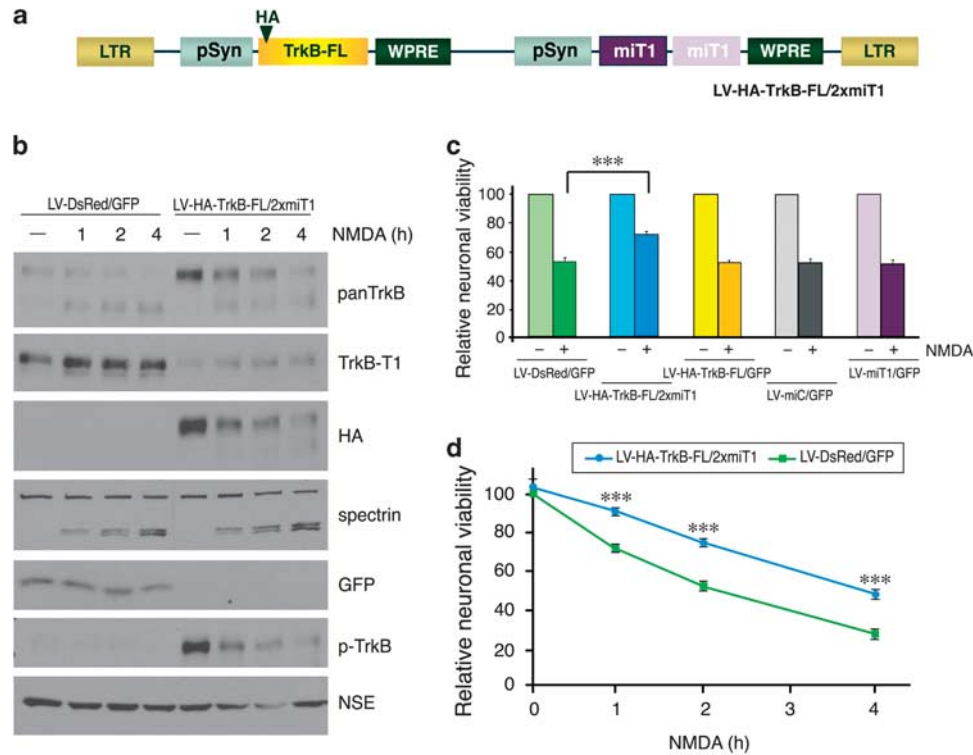 a
HA
LTR pSyn TrkB-FL WPRE pSyn miT1 miT1 WPRE LTR
LV-HA-TrkB-FL/2xmiT1
b
LV-DsRed/GFP LV-HA-TrkB-FL/2xmiT1
— 1 2 4 — 1 2 4 NMDA (h)
panTrkB
TrkB-T1
HA
spectrin
GFP
p-TrkB
NSE
c
Relative neuronal viability
***
100
80
60
40
20
0
– + – + – + – + – + NMDA
LV-DsRed/GFP LV-HA-TrkB-FL/GFP LV-miT1/GFP
LV-HA-TrkB-FL/2xmiT1 LV-miC/GFP
d
LV-HA-TrkB-FL/2xmiT1 LV-DsRed/GFP
Relative neuronal viability
100
80
60
40
20
0
*** *** ***
0 1 2 3 4
NMDA (h)